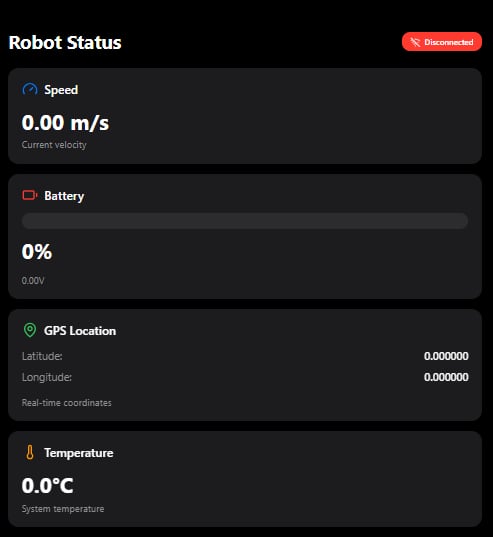 Robot Status
Disconnected
Speed
0.00 m/s
Current velocity
Battery
0%
0.00V
GPS Location
Latitude: 0.000000
Longitude: 0.000000
Real-time coordinates
Temperature
0.0°C
System temperature